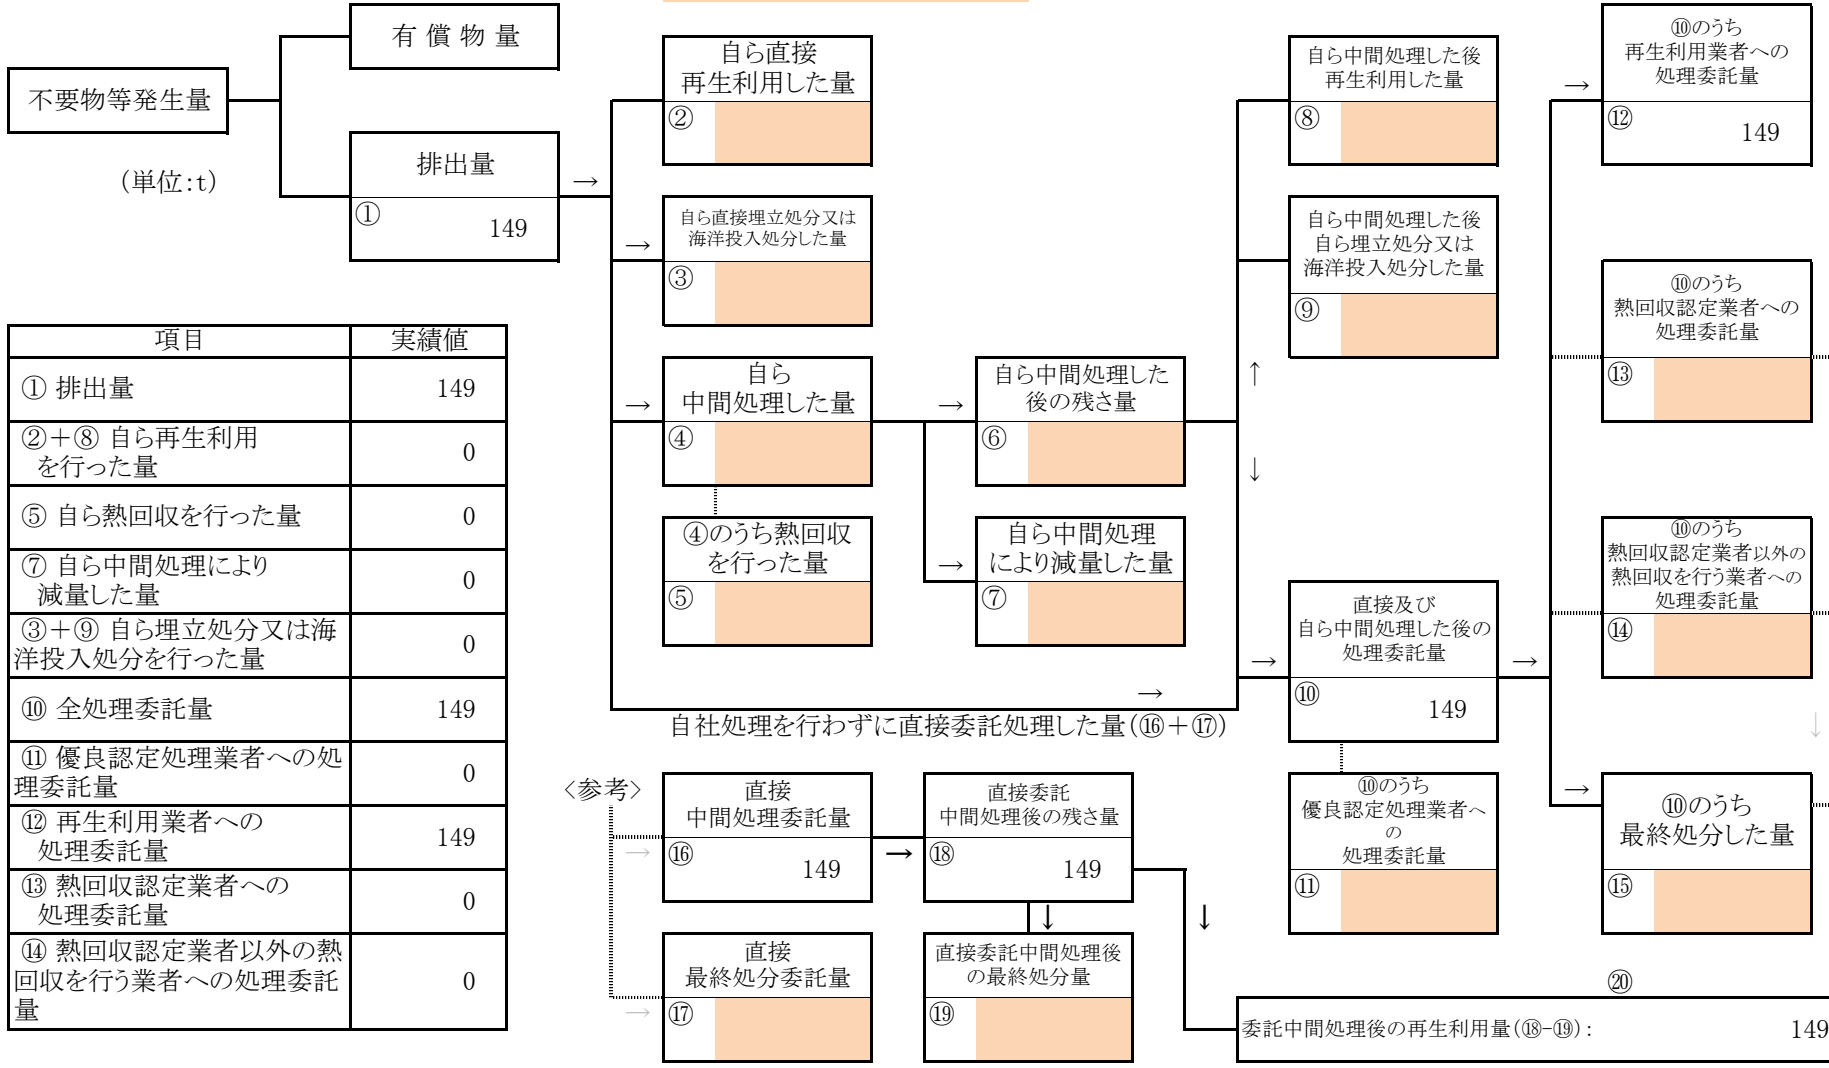 有 償 物 量
不要物等発生量
(単位:t)
排出量
①
149
→
自ら直接
再生利用した量
②
→
自ら直接埋立処分又は
海洋投入処分した量
③
→
自ら
中間処理した量
④
④のうち熱回収
を行った量
⑤
→
自ら中間処理した
後の残さ量
⑥
→
自ら中間処理
により減量した量
⑦
自ら中間処理した後
再生利用した量
⑧
自ら中間処理した後
自ら埋立処分又は
海洋投入処分した量
⑨
↑
↓
→
直接及び
自ら中間処理した後の
処理委託量
⑩
149
→
自社処理を行わずに直接委託処理した量(⑯+⑰)
⑩のうち
優良認定処理業者へ
の
処理委託量
⑪
→
→
⑩のうち
再生利用業者への
処理委託量
⑫
149
⑩のうち
熱回収認定業者への
処理委託量
⑬
⑩のうち
熱回収認定業者以外の
熱回収を行う業者への
処理委託量
⑭
↓
→
⑩のうち
最終処分した量
⑮
項目 実績値
① 排出量 149
②+⑧ 自ら再生利用
を行った量 0
⑤ 自ら熱回収を行った量 0
⑦ 自ら中間処理により
減量した量 0
③+⑨ 自ら埋立処分又は海
洋投入処分を行った量 0
⑩ 全処理委託量 149
⑪ 優良認定処理業者への処
理委託量 0
⑫ 再生利用業者への
処理委託量 149
⑬ 熱回収認定業者への
処理委託量 0
⑭ 熱回収認定業者以外の熱
回収を行う業者への処理委託
量 0
<参考>
→
直接
中間処理委託量
⑯
149
→
直接委託
中間処理後の残さ量
⑱
149
→
直接
最終処分委託量
⑰
↓
直接委託中間処理後
の最終処分量
⑲
↓
⑳
委託中間処理後の再生利用量(⑱-⑲): 149